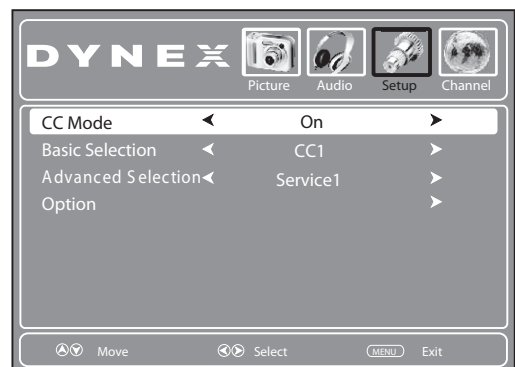 DYNEX
Picture Audio Setup Channel
CC Mode On
Basic Selection CC1
Advanced Selection Service1
Option
Move Select MENU Exit